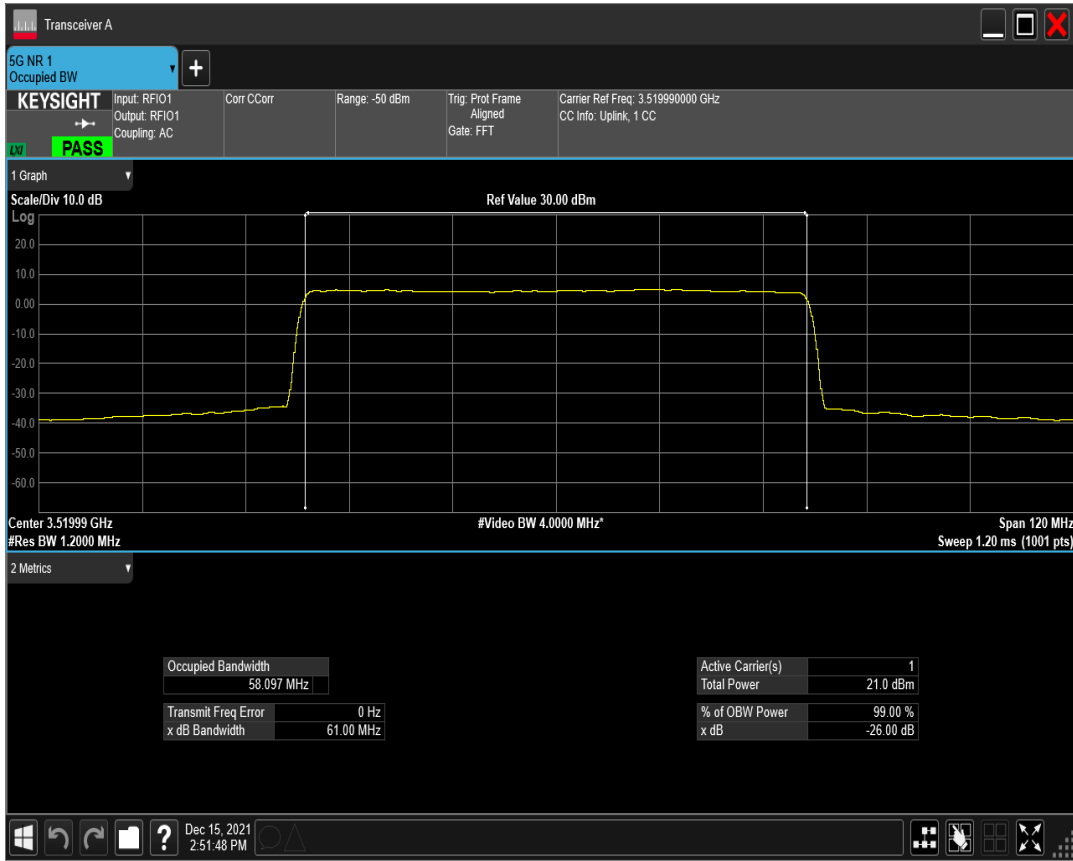 Transceiver A
5G NR 1
Occupied BW
KEYSIGHT
Input: RFIO1
Output: RFIO1
Coupling: AC
Corr CCorr
Range: -50 dBm
Trig: Prot Frame
Aligned
Gate: FFT
Carrier Ref Freq: 3.519990000 GHz
CC Info: Uplink, 1 CC
LXI
PASS
1 Graph
Scale/Div 10.0 dB
Ref Value 30.00 dBm
Log
20.0
10.0
0.00
-10.0
-20.0
-30.0
-40.0
-50.0
-60.0
Center 3.51999 GHz
#Video BW 4.0000 MHz*
Span 120 MHz
#Res BW 1.2000 MHz
Sweep 1.20 ms (1001 pts)
2 Metrics
Occupied Bandwidth
58.097 MHz
Transmit Freq Error 0 Hz
x dB Bandwidth 61.00 MHz
Active Carrier(s) 1
Total Power 21.0 dBm
% of OBW Power 99.00 %
x dB -26.00 dB
?
Dec 15, 2021
2:51:48 PM